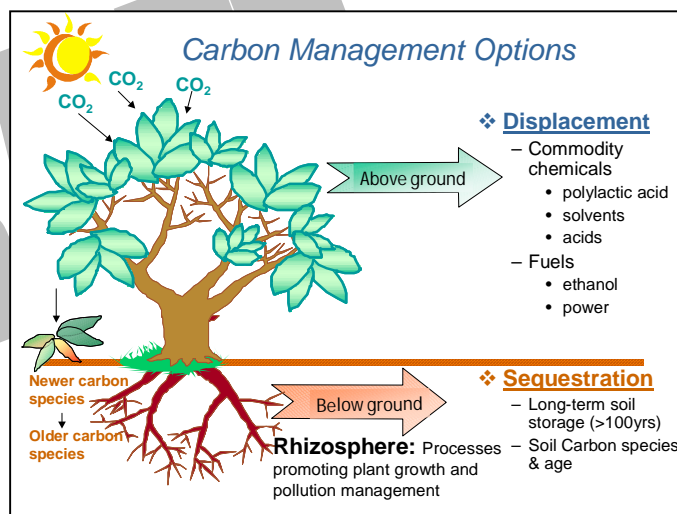 Carbon Management Options
CO2
CO2
CO2
❖ Displacement
– Commodity
chemicals
• polylactic acid
• solvents
• acids
– Fuels
• ethanol
• power
Above ground
Newer carbon
species
Older carbon
species
Below ground
Rhizosphere: Processes
promoting plant growth and
pollution management
❖ Sequestration
– Long-term soil
storage (>100yrs)
– Soil Carbon species
& age